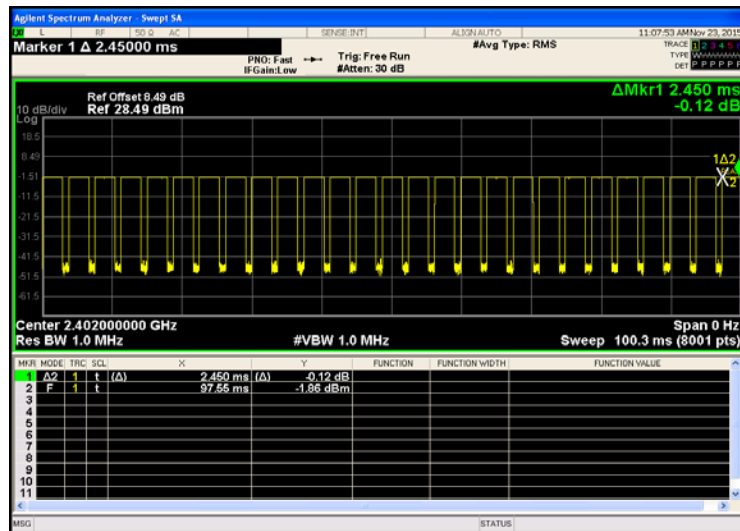 Agilent Spectrum Analyzer - Swept SA
L RF 50 Ω AC SENSE:INT ALIGN AUTO 11:07:53 AM Nov 23, 2015
Marker 1 Δ 2.45000 ms
#Avg Type: RMS
TRACE 1 2 3 4 5 6
PNO: Fast Trig: Free Run
TYPE
IFGain:Low #Atten: 30 dB
DET P P P P P P
ΔMkr1 2.450 ms
-0.12 dB
Ref Offset 8.49 dB
10 dB/div Ref 28.49 dBm
Log
18.5
8.49
1Δ2
-1.51
2
-11.5
-21.5
-31.5
-41.5
-51.5
-61.5
Center 2.402000000 GHz Span 0 Hz
Res BW 1.0 MHz #VBW 1.0 MHz Sweep 100.3 ms (8001 pts)
MKR MODE TRC SCL X Y FUNCTION FUNCTION WIDTH FUNCTION VALUE
1 Δ2 1 t (Δ) 2.450 ms (Δ) -0.12 dB
2 F 1 t 97.55 ms -1.86 dBm
3
4
5
6
7
8
9
10
11
MSG STATUS